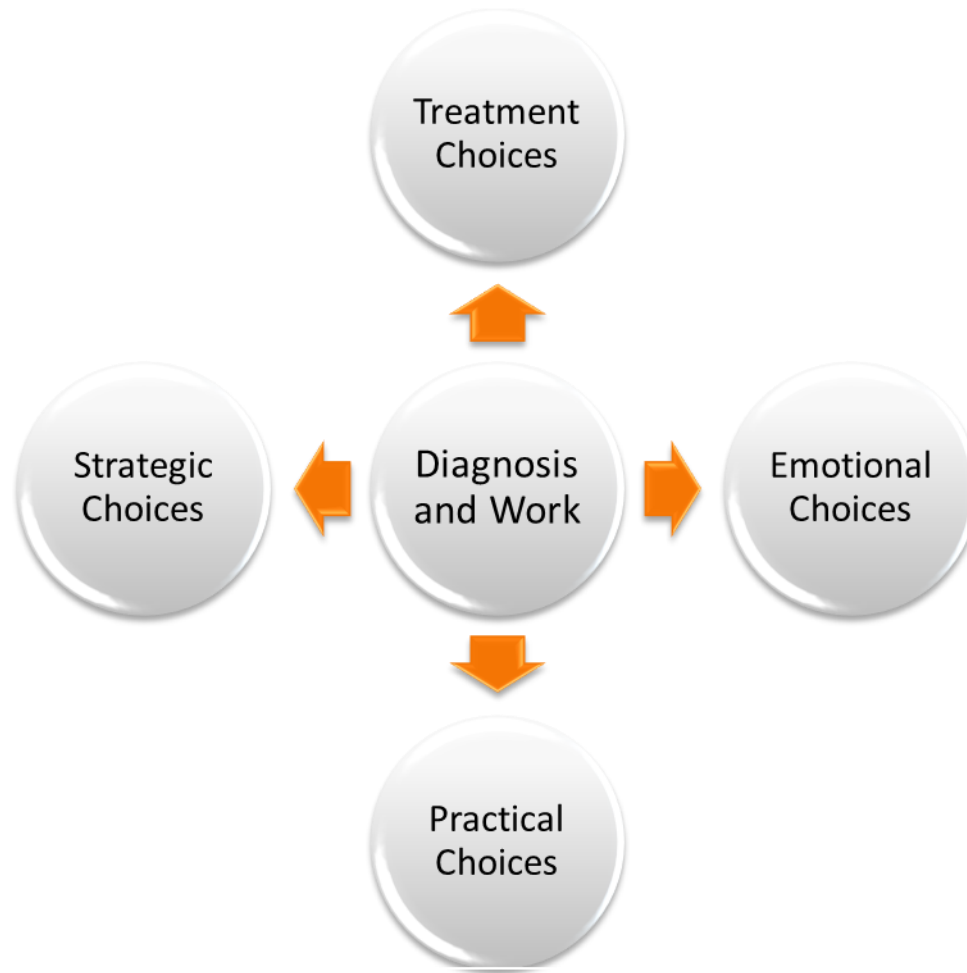 Treatment
Choices
Strategic
Choices
Diagnosis
and Work
Emotional
Choices
Practical
Choices